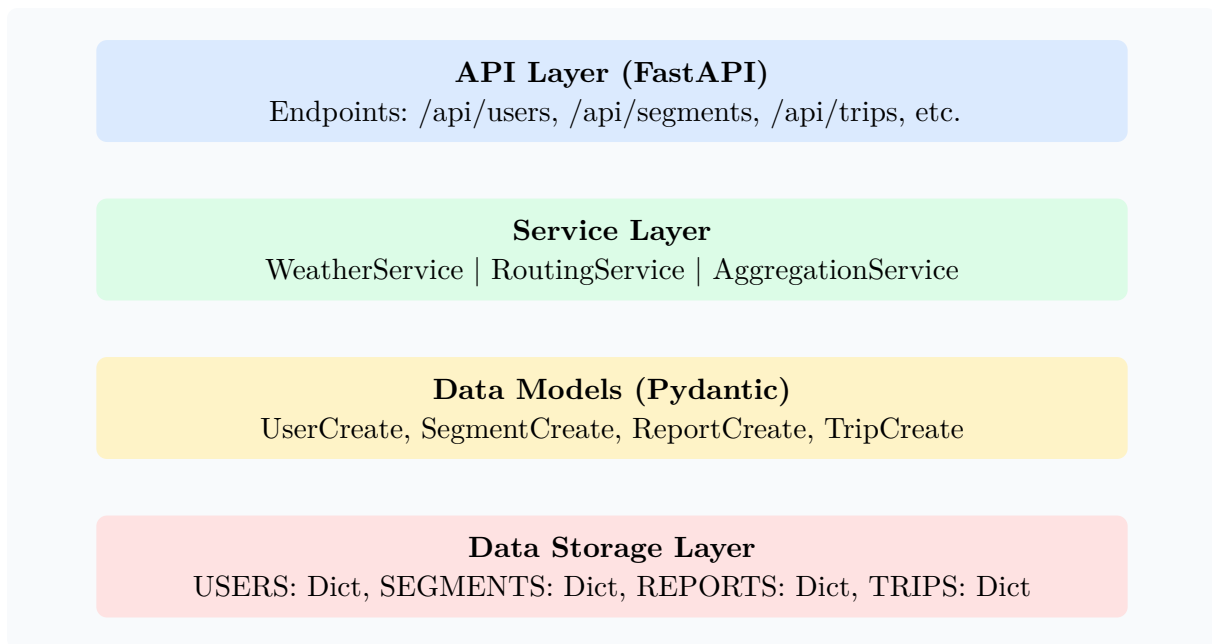 API Layer (FastAPI)
Endpoints: /api/users, /api/segments, /api/trips, etc.
Service Layer
WeatherService | RoutingService | AggregationService
Data Models (Pydantic)
UserCreate, SegmentCreate, ReportCreate, TripCreate
Data Storage Layer
USERS: Dict, SEGMENTS: Dict, REPORTS: Dict, TRIPS: Dict